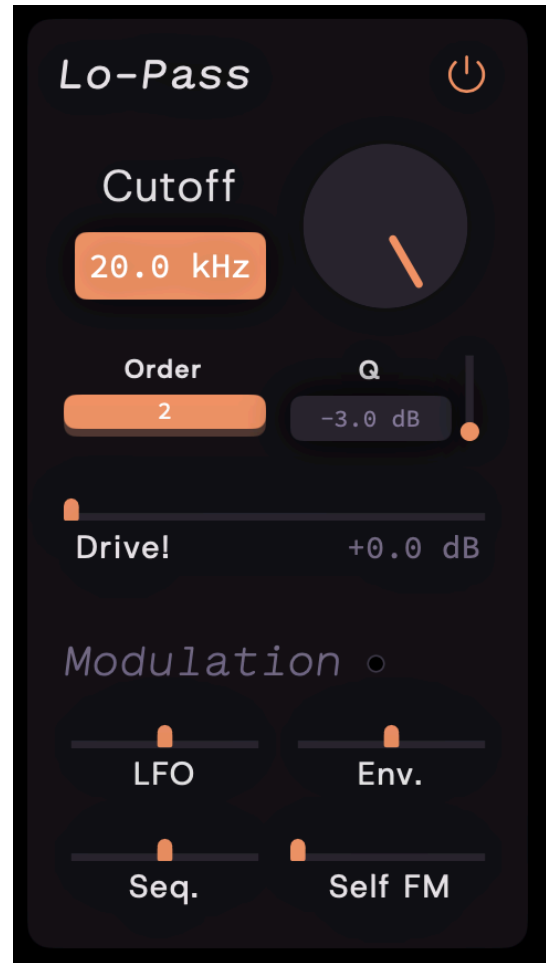 Lo-Pass
Cutoff
20.0 kHz
Order
Q
2
-3.0 dB
Drive!
+0.0 dB
Modulation
LFO
Env.
Seq.
Self FM